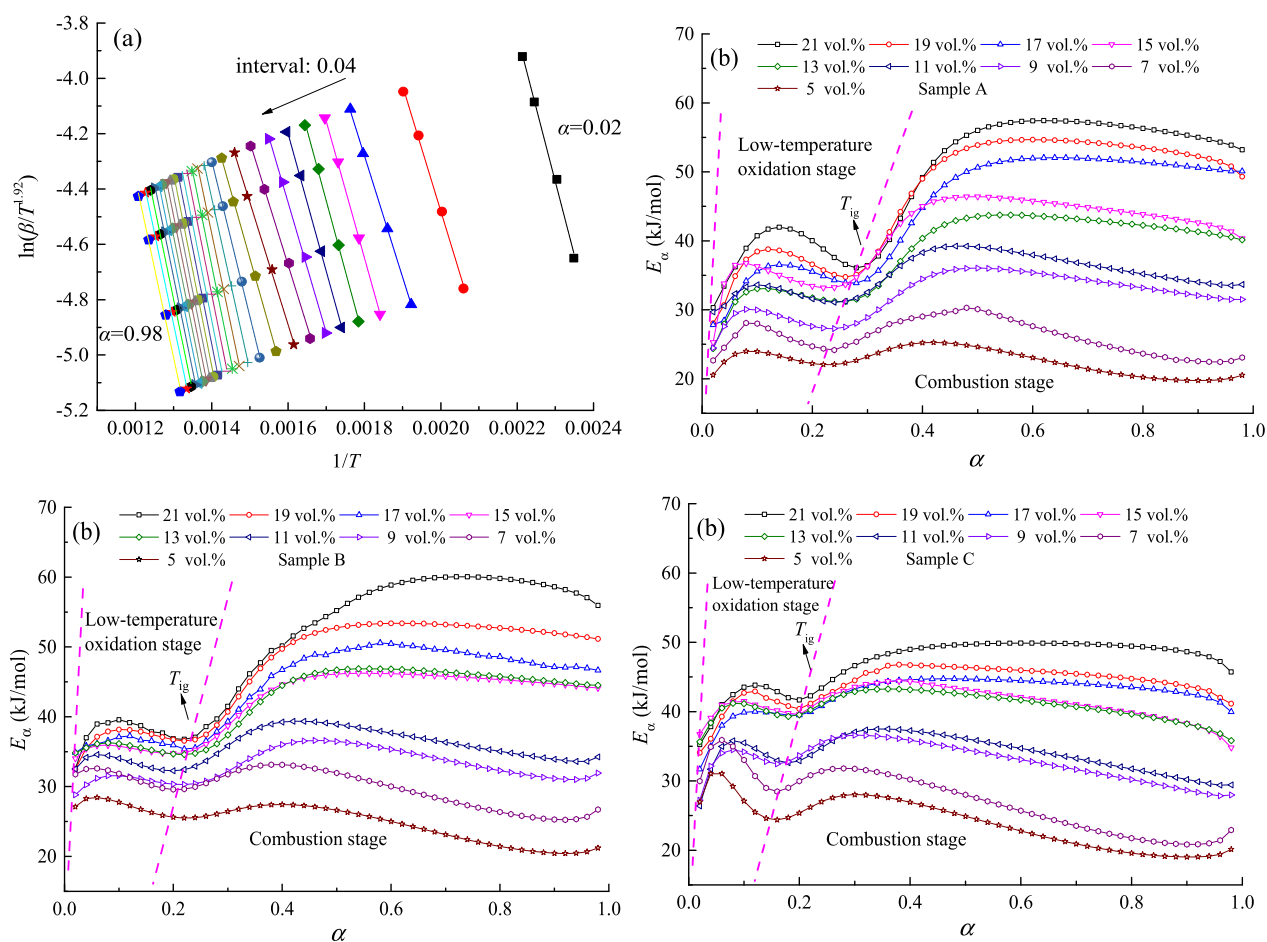 (a)
interval: 0.04
α=0.02
α=0.98
ln(β/T^1.92)
-3.8
-4.0
-4.2
-4.4
-4.6
-4.8
-5.0
-5.2
0.0012 0.0014 0.0016 0.0018 0.0020 0.0022 0.0024
1/T
(b)
21 vol.% 19 vol.% 17 vol.% 15 vol.%
13 vol.% 11 vol.% 9 vol.% 7 vol.%
5 vol.% Sample A
Low-temperature
oxidation stage
T_ig
Combustion stage
E_α (kJ/mol)
70
60
50
40
30
20
0.0 0.2 0.4 0.6 0.8 1.0
α
(b)
21 vol.% 19 vol.% 17 vol.% 15 vol.%
13 vol.% 11 vol.% 9 vol.% 7 vol.%
5 vol.% Sample B
Low-temperature
oxidation stage
T_ig
Combustion stage
E_α (kJ/mol)
70
60
50
40
30
20
0.0 0.2 0.4 0.6 0.8 1.0
α
(b)
21 vol.% 19 vol.% 17 vol.% 15 vol.%
13 vol.% 11 vol.% 9 vol.% 7 vol.%
5 vol.% Sample C
Low-temperature
oxidation stage
T_ig
Combustion stage
E_α (kJ/mol)
70
60
50
40
30
20
0.0 0.2 0.4 0.6 0.8 1.0
α